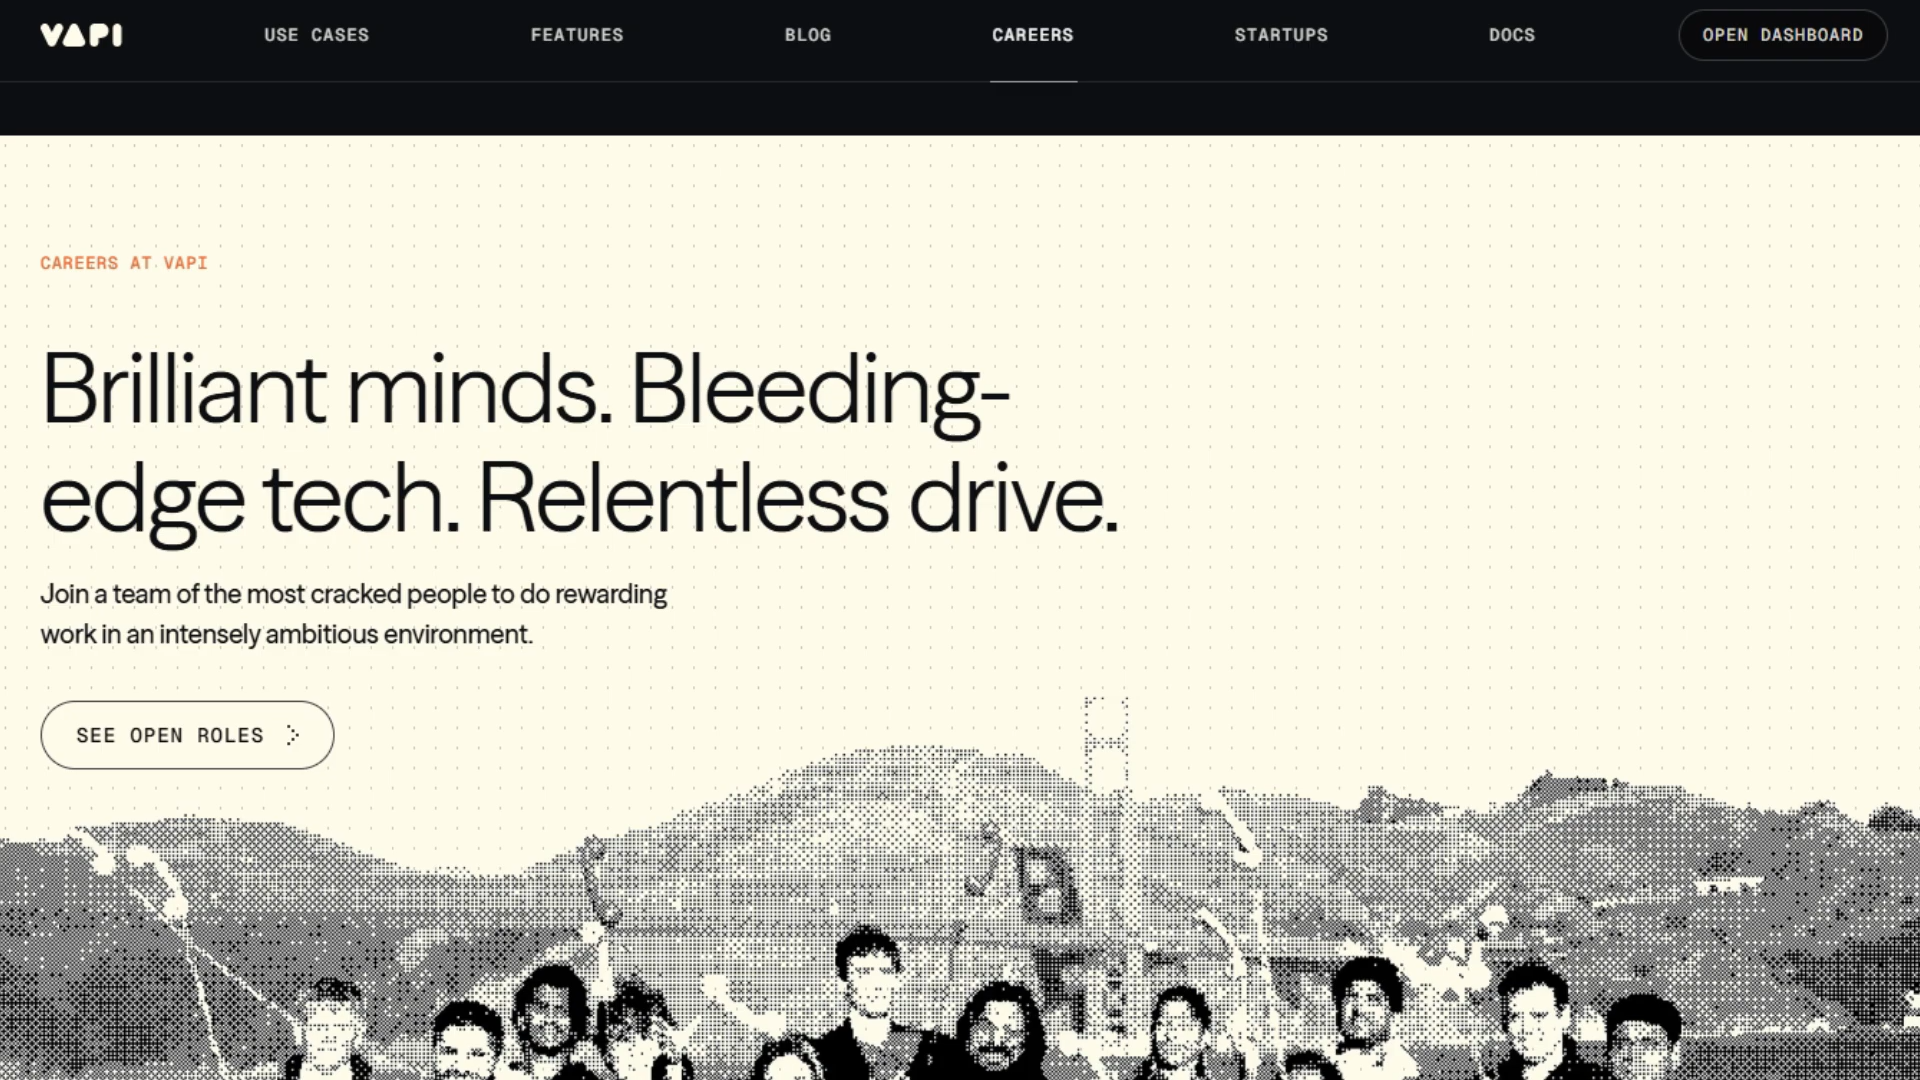 VAPI
USE CASES
FEATURES
BLOG
CAREERS
STARTUPS
DOCS
OPEN DASHBOARD
CAREERS AT VAPI
Brilliant minds. Bleeding-
edge tech. Relentless drive.
Join a team of the most cracked people to do rewarding
work in an intensely ambitious environment.
SEE OPEN ROLES